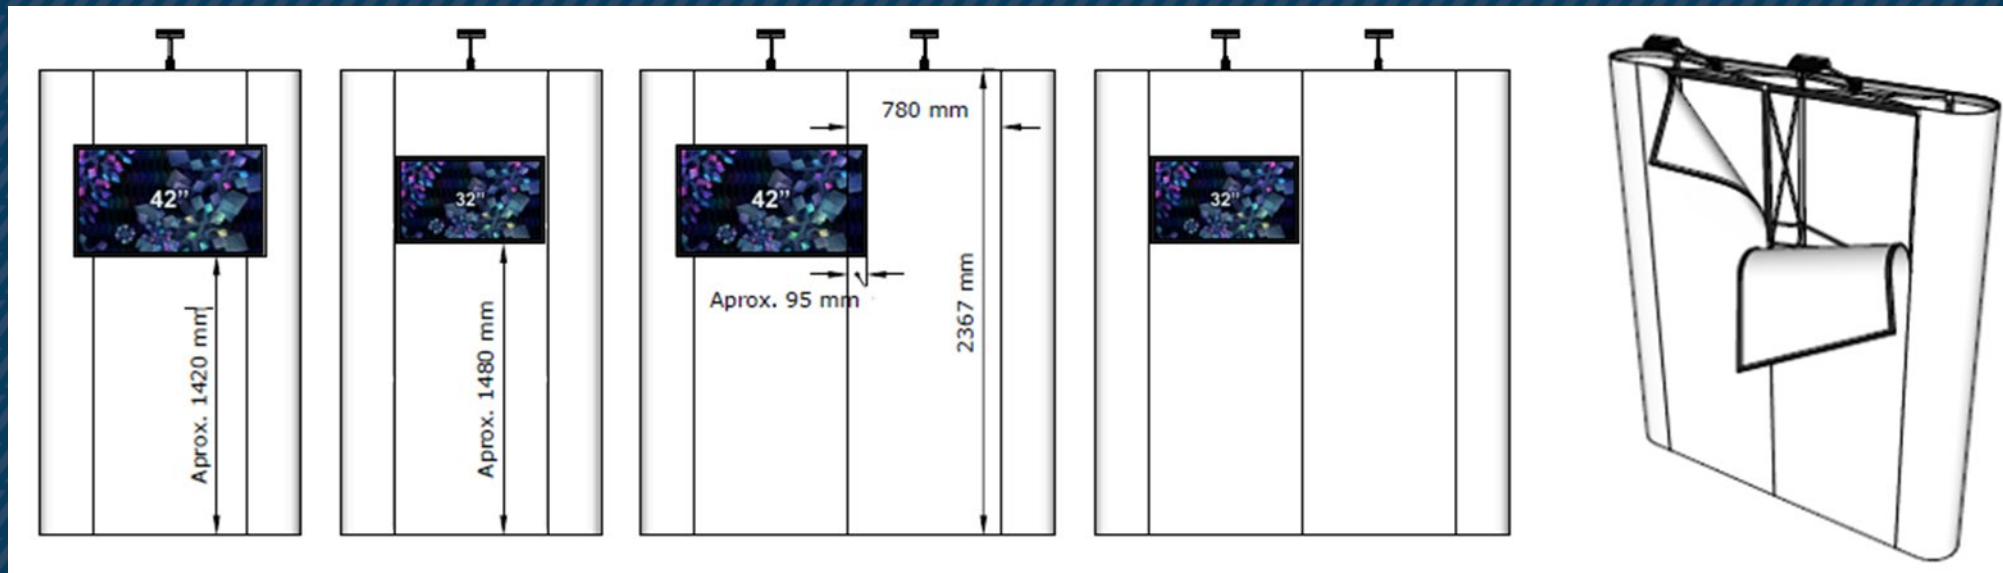 42”
Aprox. 1420 mm
32”
Aprox. 1480 mm
42”
780 mm
Aprox. 95 mm
2367 mm
32”